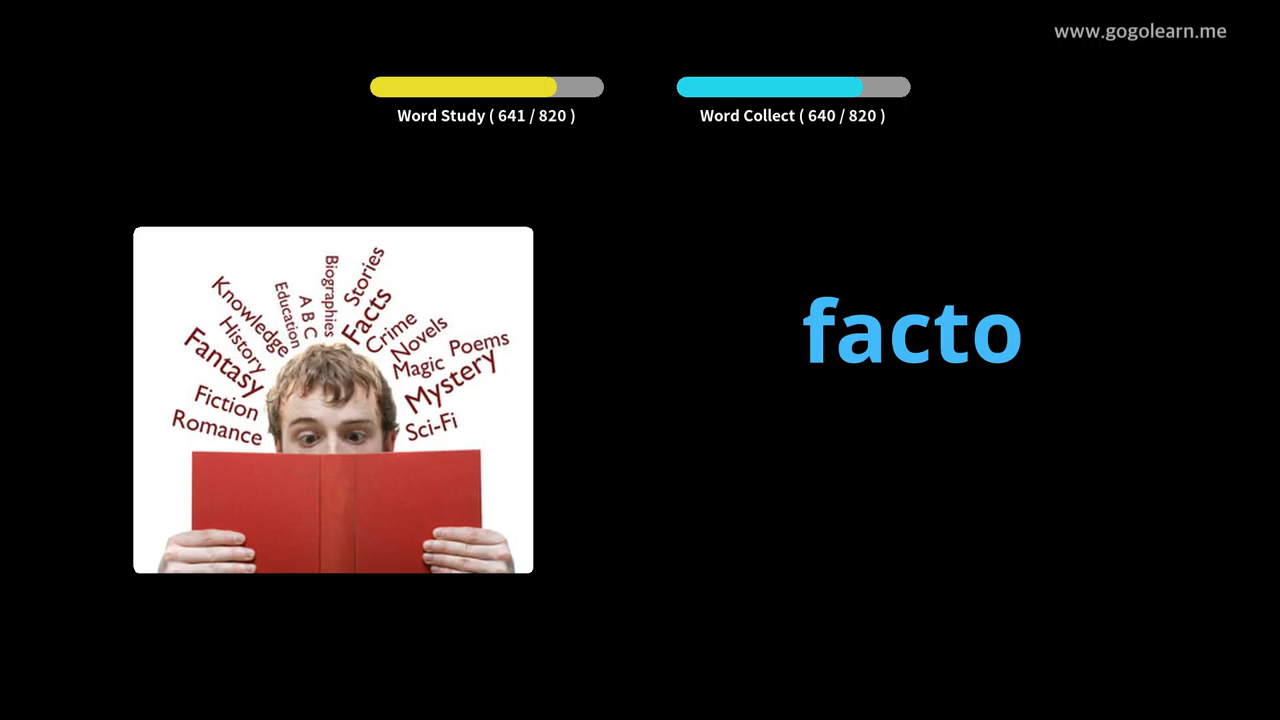 www.gogolearn.me
Word Study ( 641 / 820 )
Word Collect ( 640 / 820 )
facto
Biographies
Stories
Education
A B C
Facts
Knowledge
Crime
History
Novels
Fantasy
Magic
Poems
Mystery
Fiction
Romance
Sci-Fi